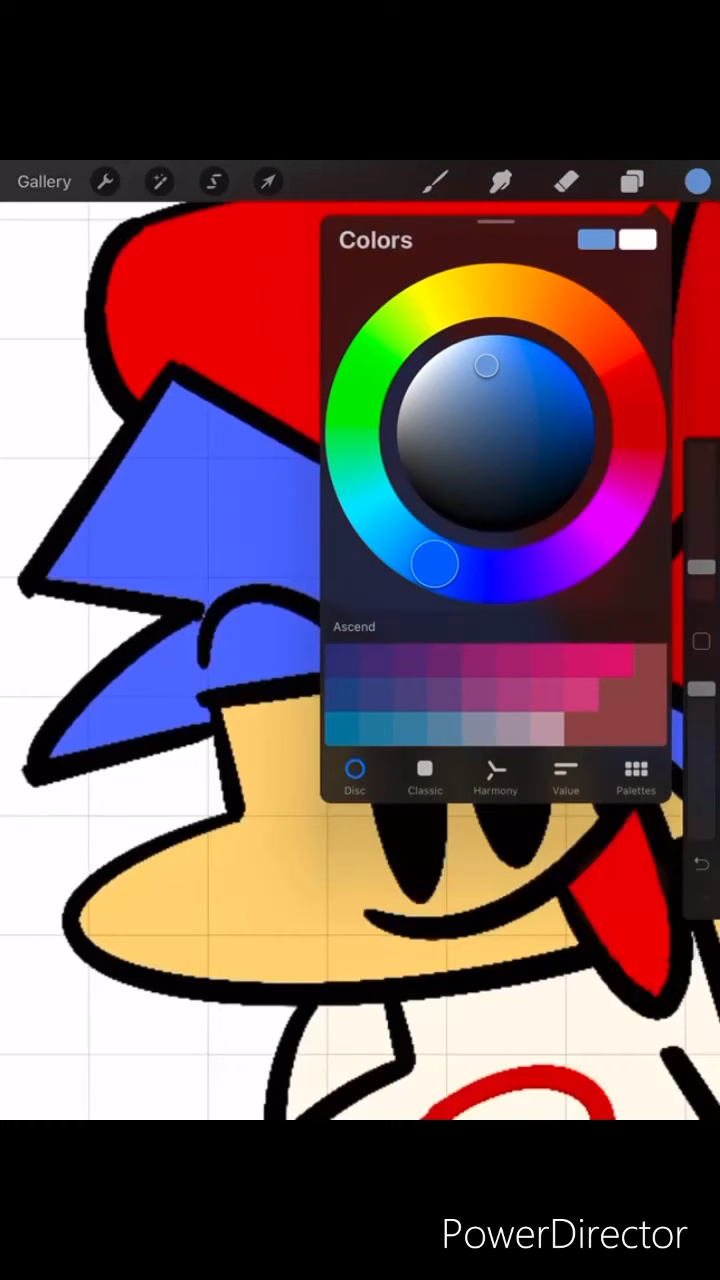 Gallery
Colors
Ascend
Disc Classic Harmony Value Palettes
PowerDirector